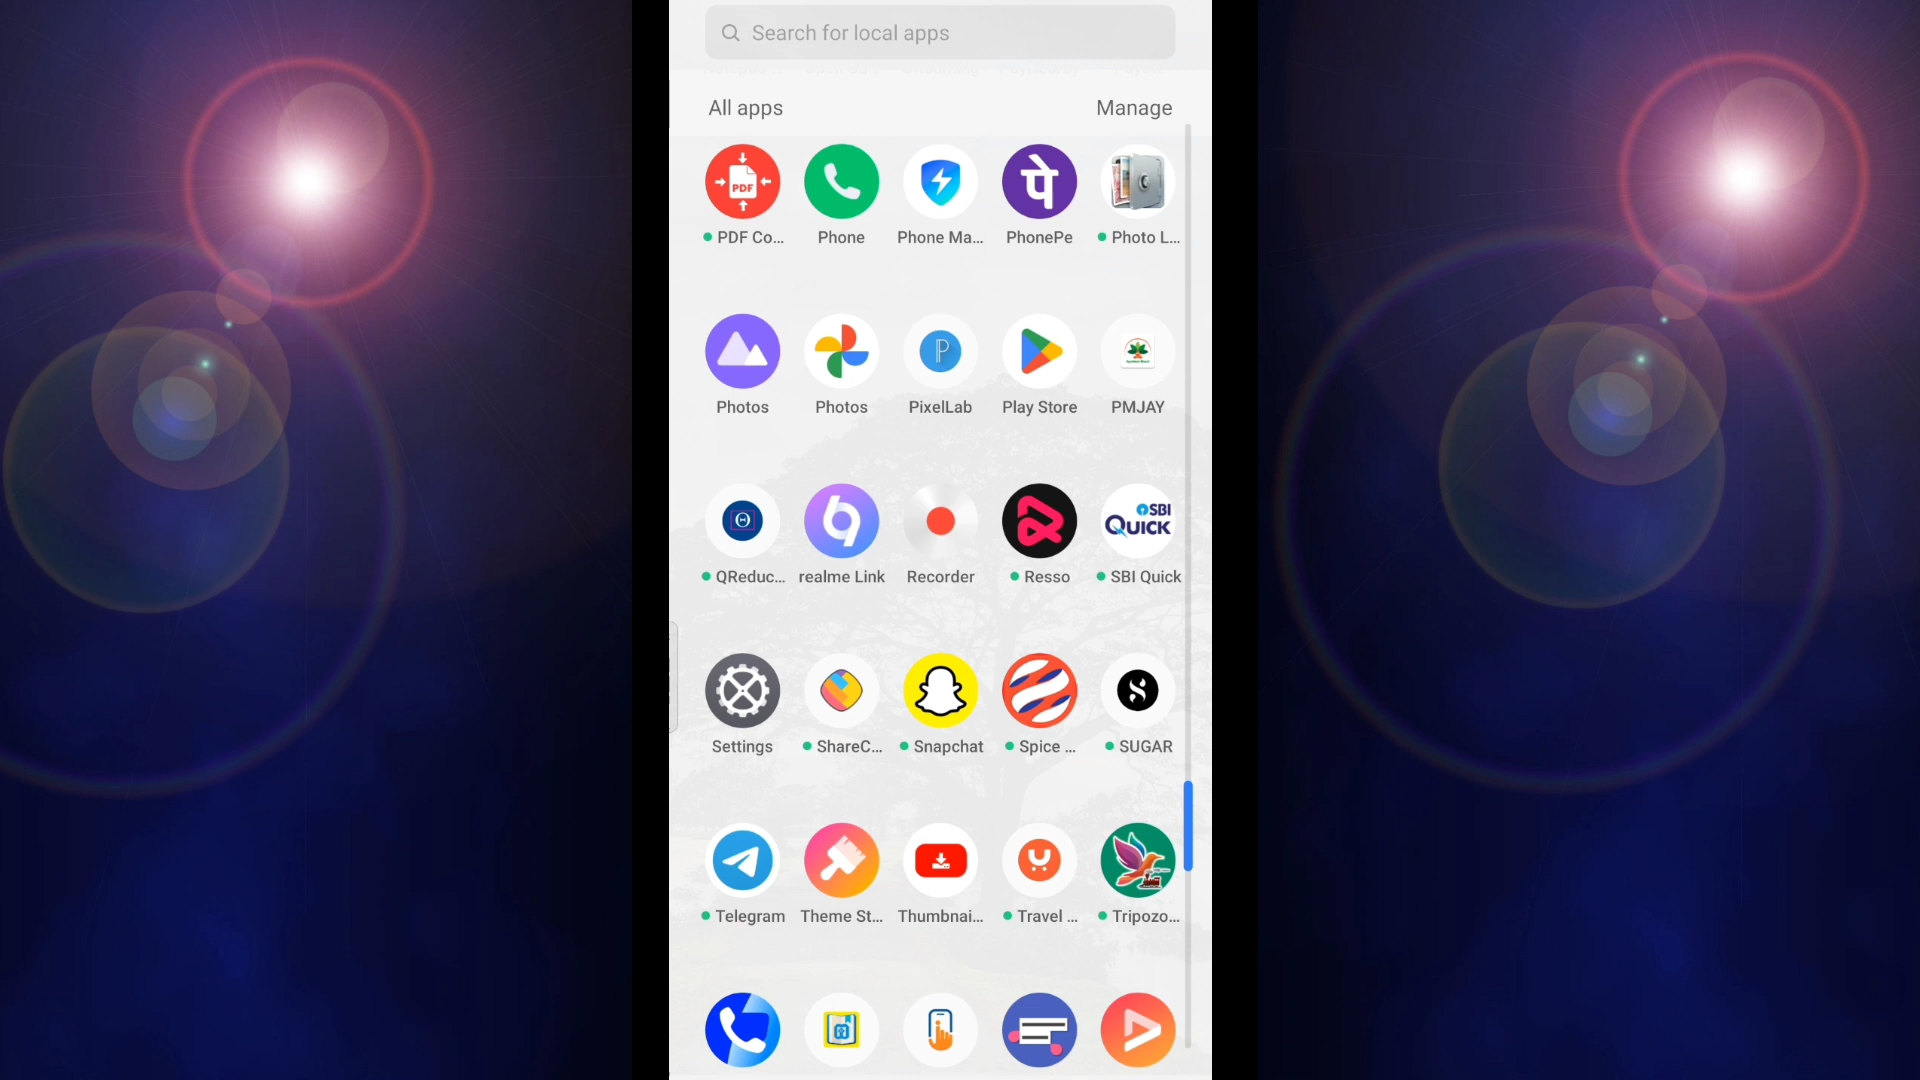 Search for local apps
All apps
Manage
PDF
पे
PDF Co...
Phone
Phone Ma...
PhonePe
Photo L...
P
Photos
Photos
PixelLab
Play Store
PMJAY
SBI
QUICK
QReduc...
realme Link
Recorder
Resso
SBI Quick
Settings
ShareC...
Snapchat
Spice ...
SUGAR
Telegram
Theme St...
Thumbnai...
Travel ...
Tripozo...